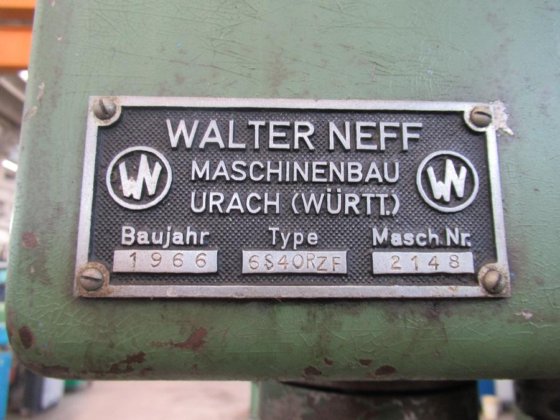 WALTER NEFF
WN MASCHINENBAU WN
URACH (WÜRTT.)
Baujahr Type Masch.Nr.
1966 6S40RZF 2148